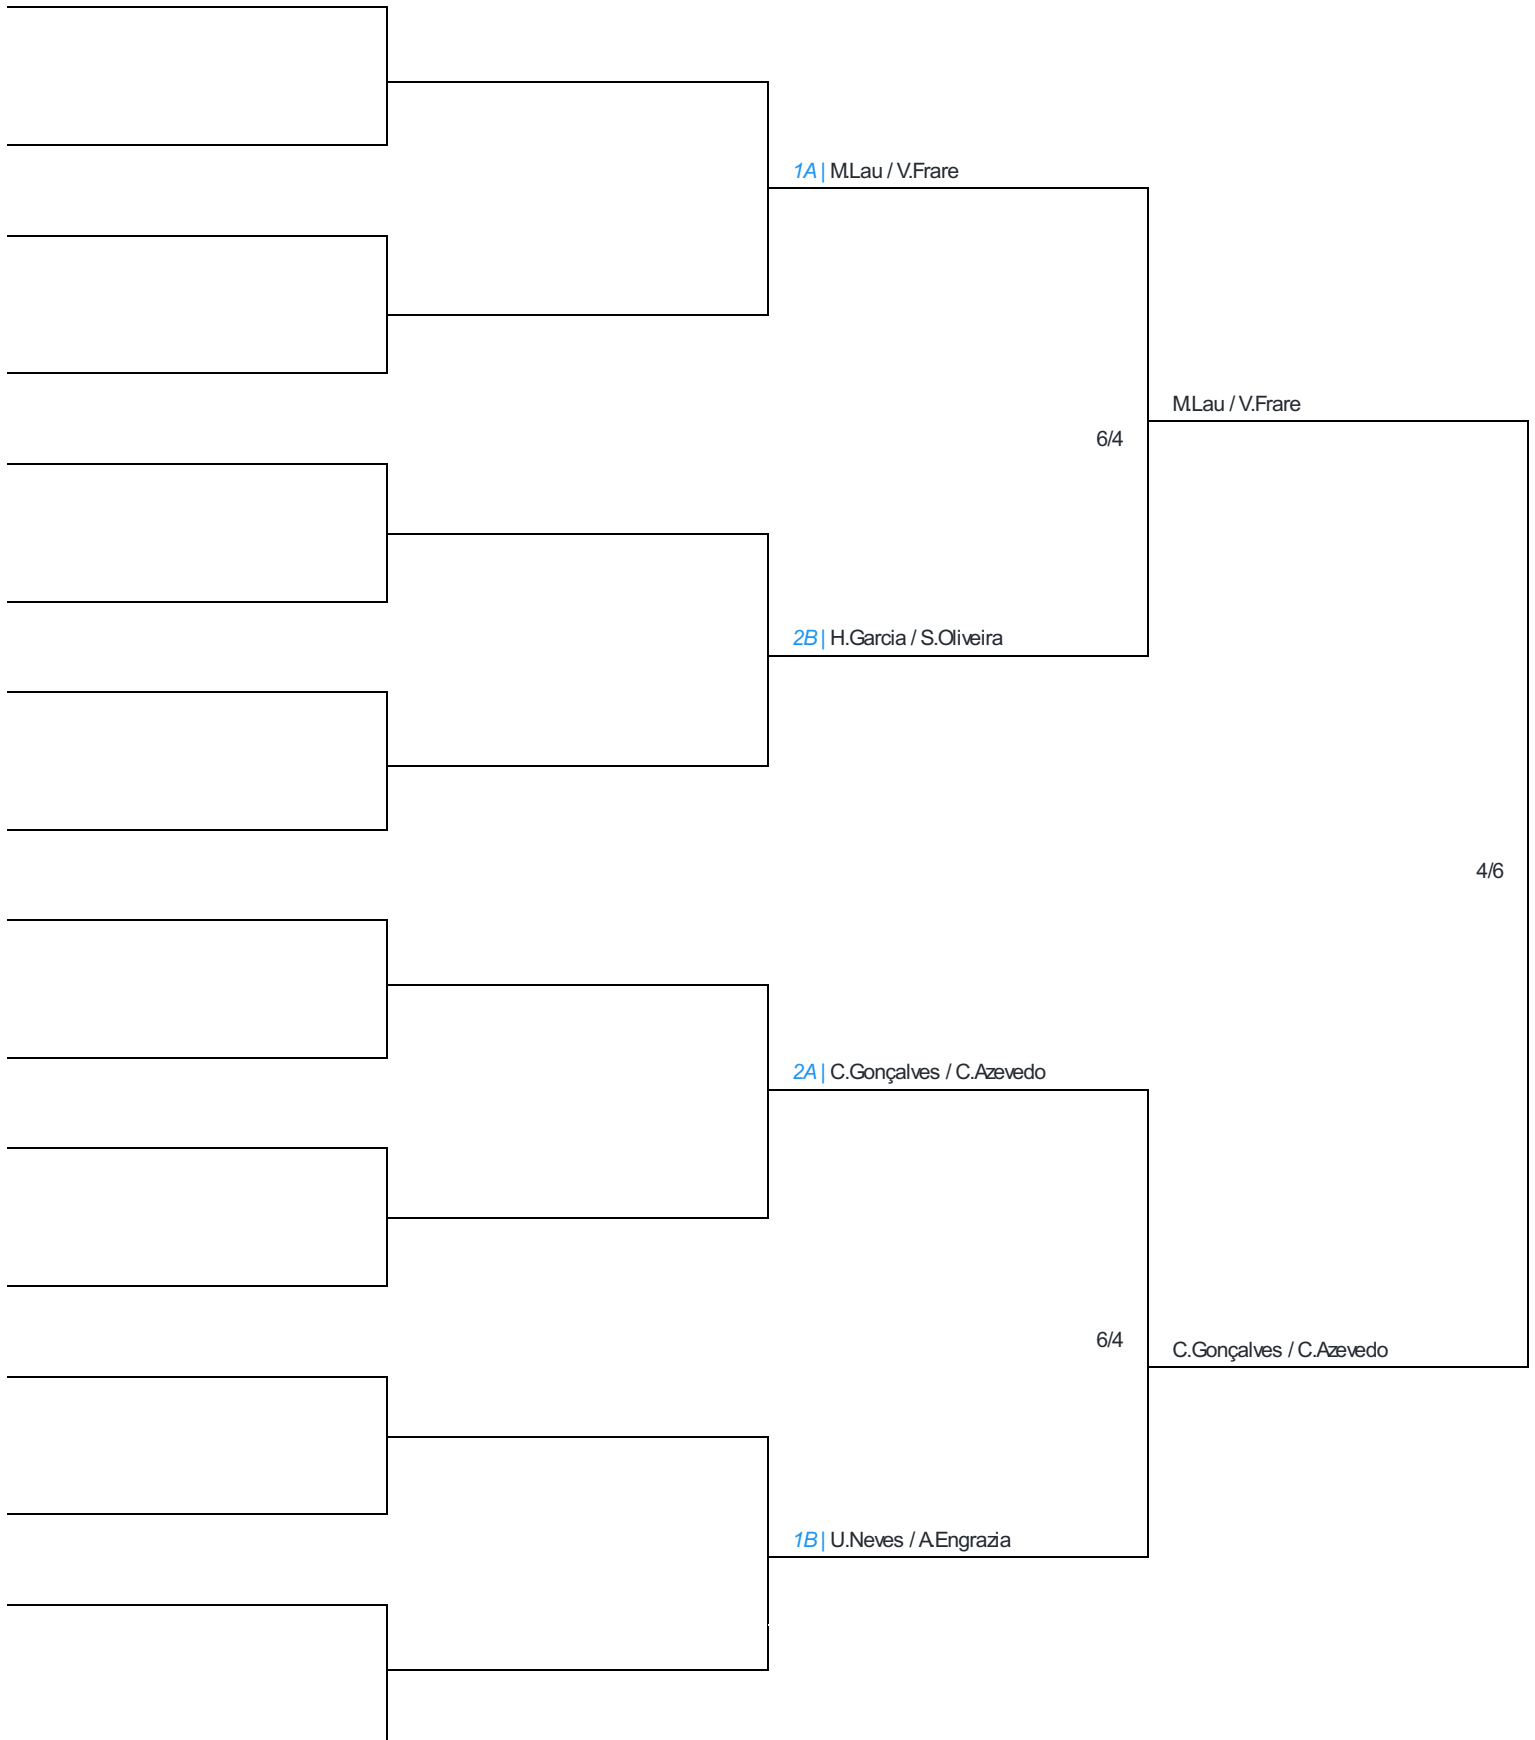 1A | M.Lau / V.Frare
M.Lau / V.Frare
6/4
2B | H.Garcia / S.Oliveira
4/6
2A | C.Gonçalves / C.Azevedo
6/4
C.Gonçalves / C.Azevedo
1B | U.Neves / A.Engrazia